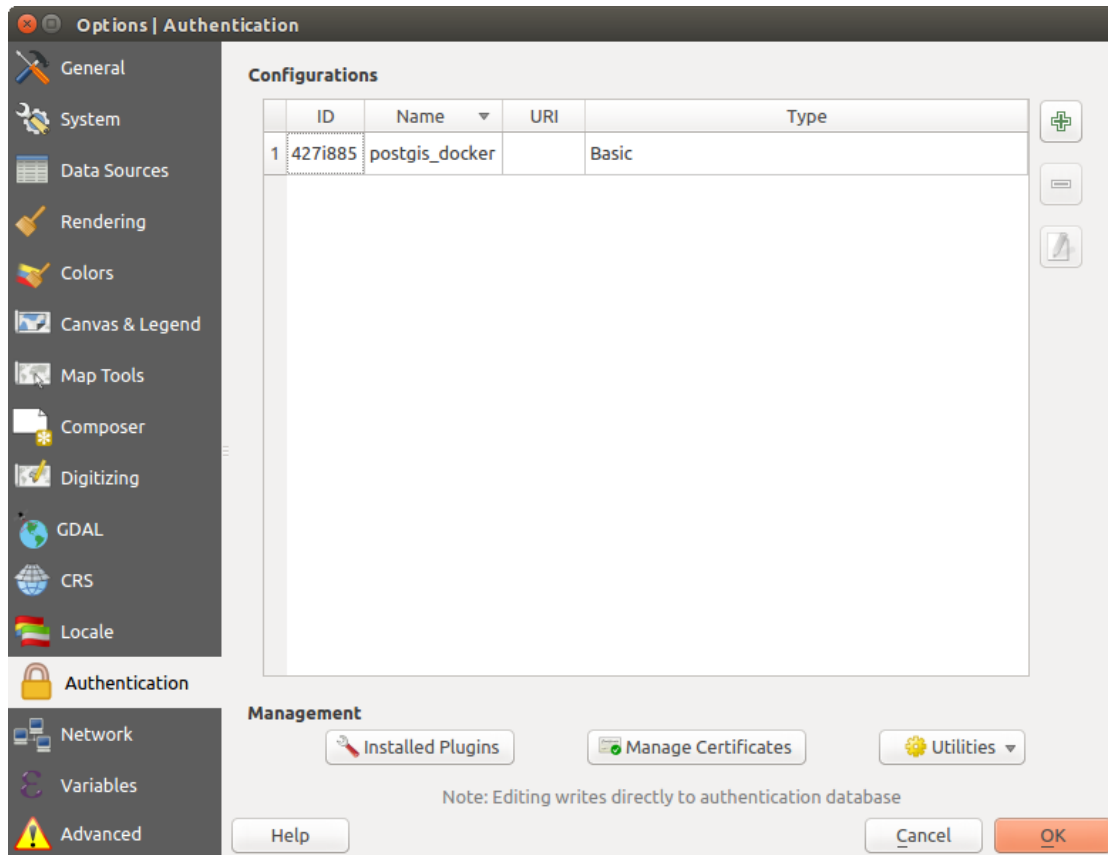 Options | Authentication
General
System
Data Sources
Rendering
Colors
Canvas & Legend
Map Tools
Composer
Digitizing
GDAL
CRS
Locale
Authentication
Network
Variables
Advanced
Configurations
ID Name URI Type
1 427i885 postgis_docker Basic
Management
Installed Plugins Manage Certificates Utilities
Note: Editing writes directly to authentication database
Help Cancel OK